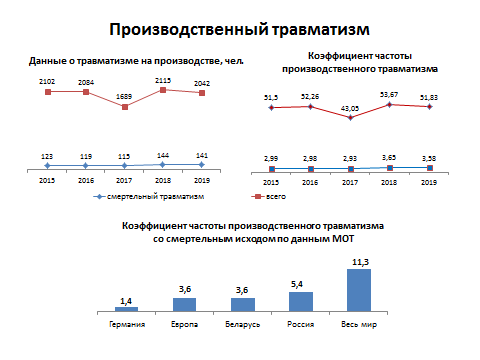 Производственный травматизм
Данные о травматизме на производстве, чел.
2102 2084 1689 2115 2042
123 119 115 144 141
2015 2016 2017 2018 2019
смертельный травматизм всего
Коэффициент частоты
производственного травматизма
51,5 52,26 43,05 53,67 51,83
2,99 2,98 2,93 3,65 3,58
2015 2016 2017 2018 2019
Коэффициент частоты производственного травматизма
со смертельным исходом по данным МОТ
1,4 3,6 3,6 5,4 11,3
Германия Европа Беларусь Россия Весь мир